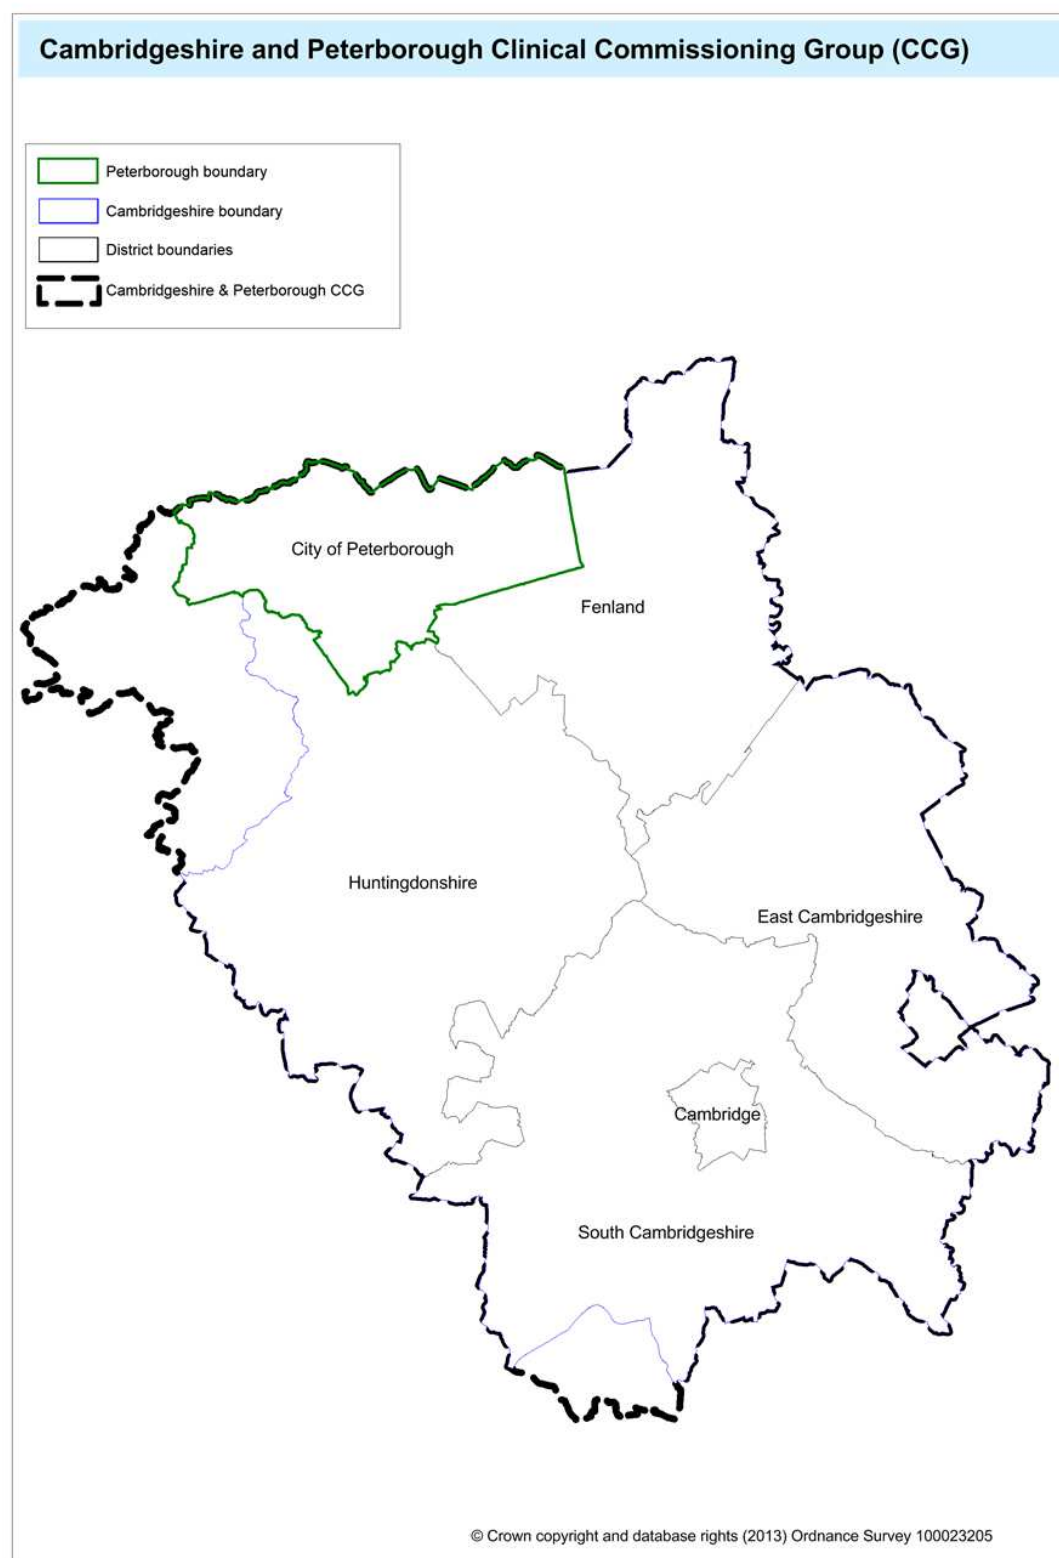 Cambridgeshire and Peterborough Clinical Commissioning Group (CCG)
Peterborough boundary
Cambridgeshire boundary
District boundaries
Cambridgeshire & Peterborough CCG
City of Peterborough
Fenland
Huntingdonshire
East Cambridgeshire
Cambridge
South Cambridgeshire
© Crown copyright and database rights (2013) Ordnance Survey 100023205